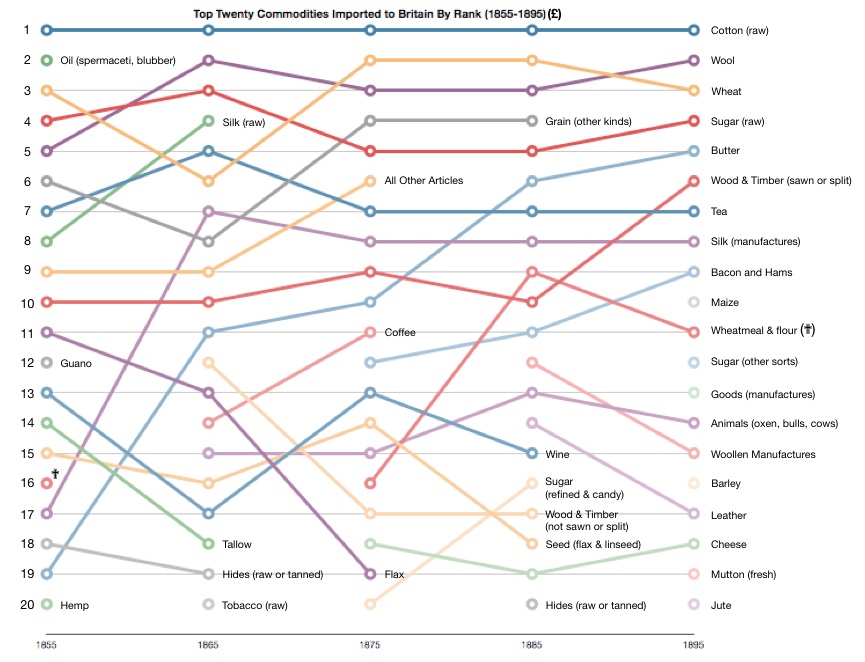 Top Twenty Commodities Imported to Britain By Rank (1855-1895)(£)
1
Cotton (raw)
2
Oil (spermaceti, blubber)
Wool
3
Wheat
4
Silk (raw)
Grain (other kinds)
Sugar (raw)
5
Butter
6
All Other Articles
Wood & Timber (sawn or split)
7
Tea
8
Silk (manufactures)
9
Bacon and Hams
10
Maize
11
Coffee
Wheatmeal & flour (✝)
12
Guano
Sugar (other sorts)
13
Goods (manufactures)
14
Animals (oxen, bulls, cows)
15
Wine
Woollen Manufactures
✝
16
Sugar
(refined & candy)
Barley
17
Wood & Timber
(not sawn or split)
Leather
18
Tallow
Seed (flax & linseed)
Cheese
19
Hides (raw or tanned)
Flax
Mutton (fresh)
20
Hemp
Tobacco (raw)
Hides (raw or tanned)
Jute
1855
1865
1875
1885
1895